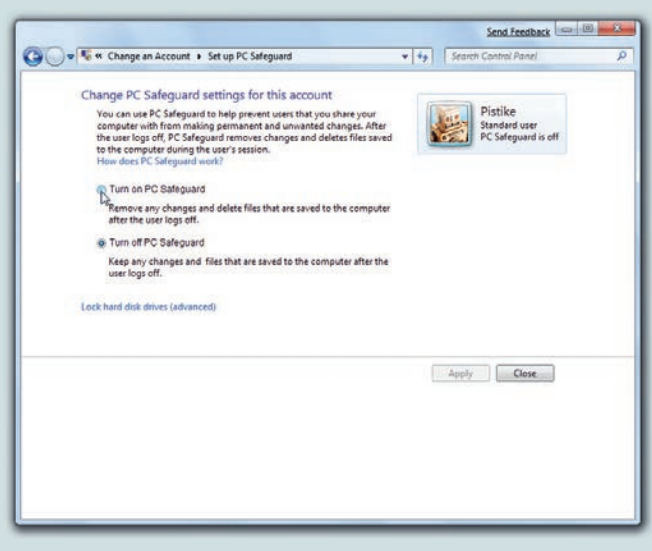 Send Feedback
« Change an Account ▸ Set up PC Safeguard
Search Control Panel
Change PC Safeguard settings for this account
You can use PC Safeguard to help prevent users that you share your
computer with from making permanent and unwanted changes. After
the user logs off, PC Safeguard removes changes and deletes files saved
to the computer during the user's session.
How does PC Safeguard work?
Pistike
Standard user
PC Safeguard is off
Turn on PC Safeguard
Remove any changes and delete files that are saved to the computer
after the user logs off.
Turn off PC Safeguard
Keep any changes and files that are saved to the computer after the
user logs off.
Lock hard disk drives (advanced)
Apply
Close